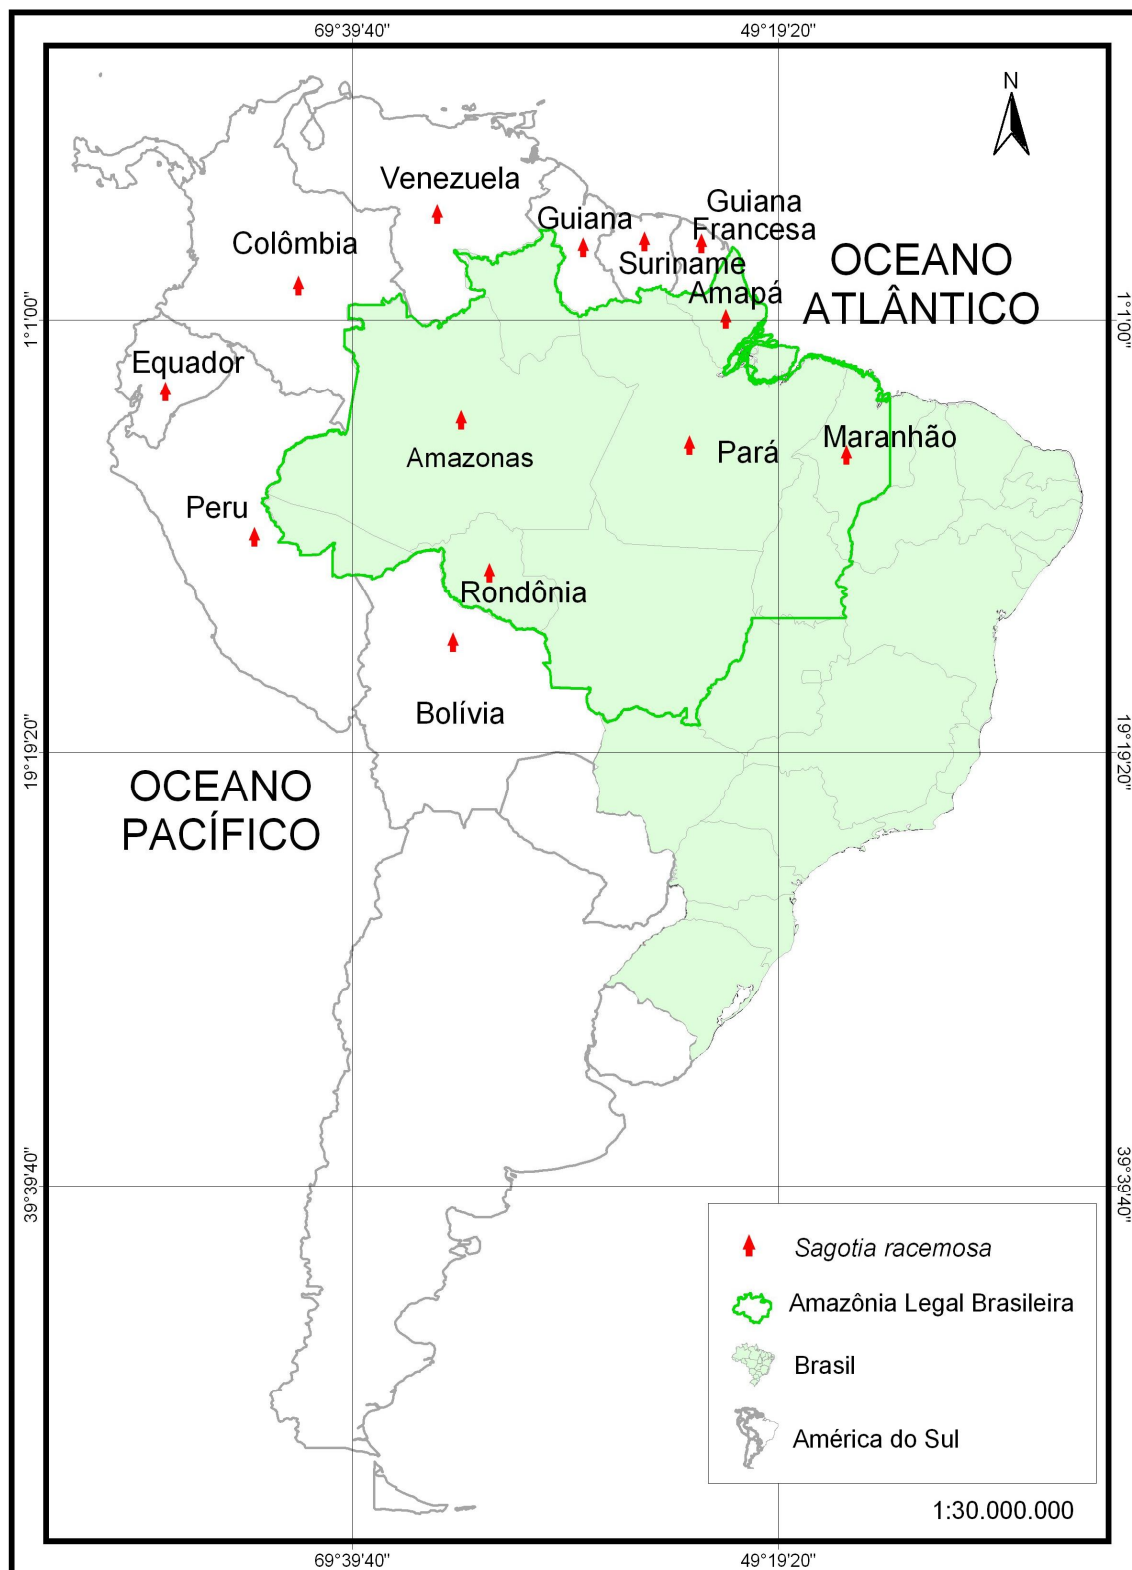 69°39'40"
49°19'20"
N
Venezuela
Guiana
Guiana
Francesa
Colômbia
Suriname
OCEANO
ATLÂNTICO
Amapá
1°1'00"
1°1'00"
Equador
Maranhão
Amazonas
Pará
Peru
Rondônia
Bolívia
19°19'20"
19°19'20"
OCEANO
PACÍFICO
39°39'40"
39°39'40"
Sagotia racemosa
Amazônia Legal Brasileira
Brasil
América do Sul
1:30.000.000
69°39'40"
49°19'20"